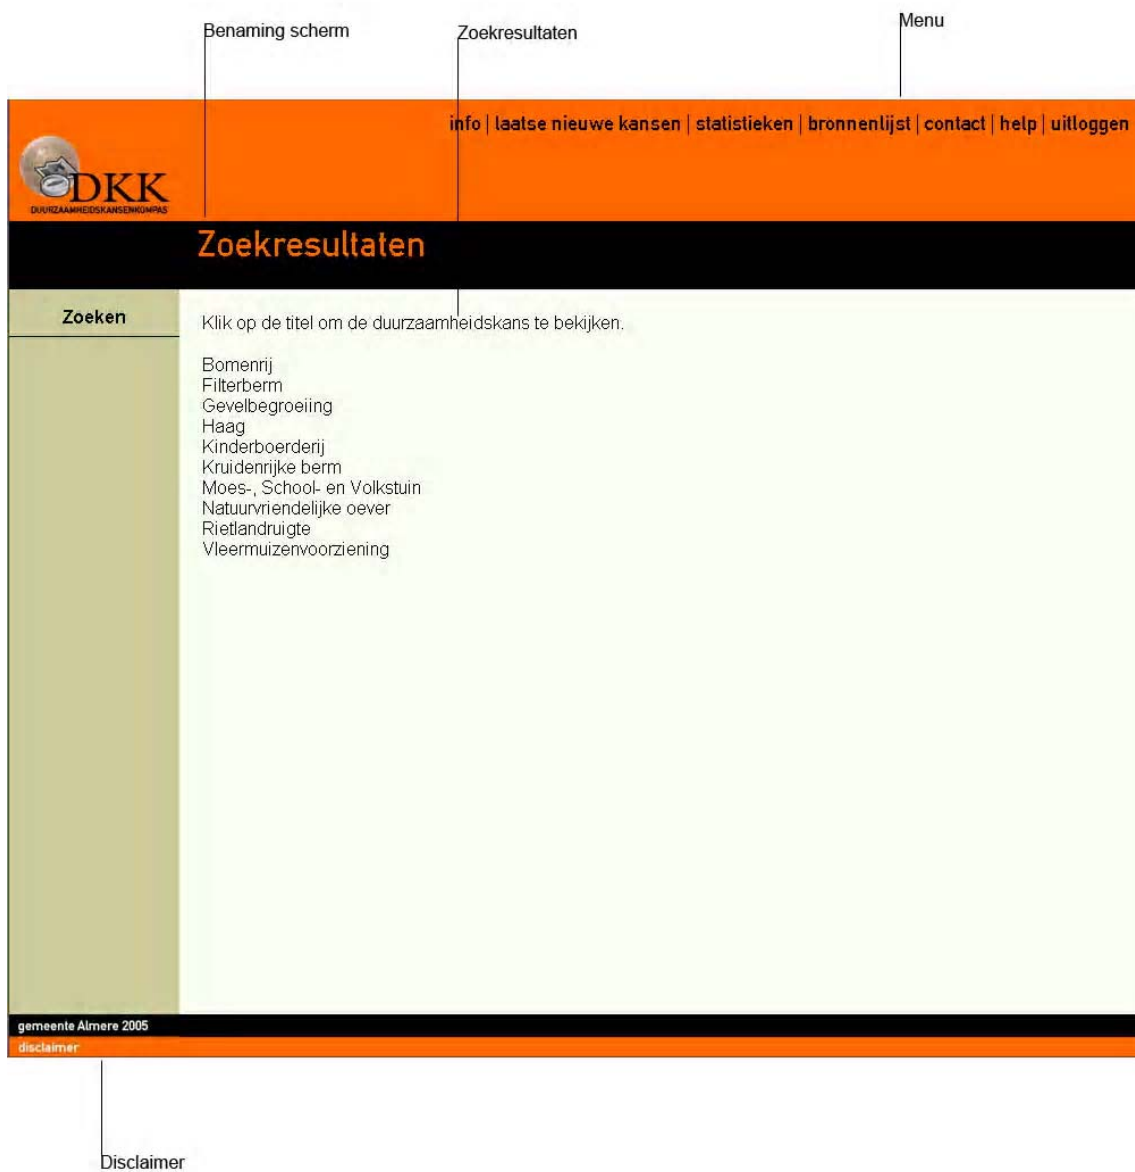 Benaming scherm
Zoekresultaten
Menu
info | laatse nieuwe kansen | statistieken | bronnenlijst | contact | help | uitloggen
DKK
DUURZAAMHEIDSKANSENKOMPAS
Zoekresultaten
Zoeken
Klik op de titel om de duurzaamheidskans te bekijken.
Bomenrij
Filterberm
Gevelbegroeiing
Haag
Kinderboerderij
Kruidenrijke berm
Moes-, School- en Volkstuin
Natuurvriendelijke oever
Rietlandruigte
Vleermuizenvoorziening
gemeente Almere 2005
disclaimer
Disclaimer